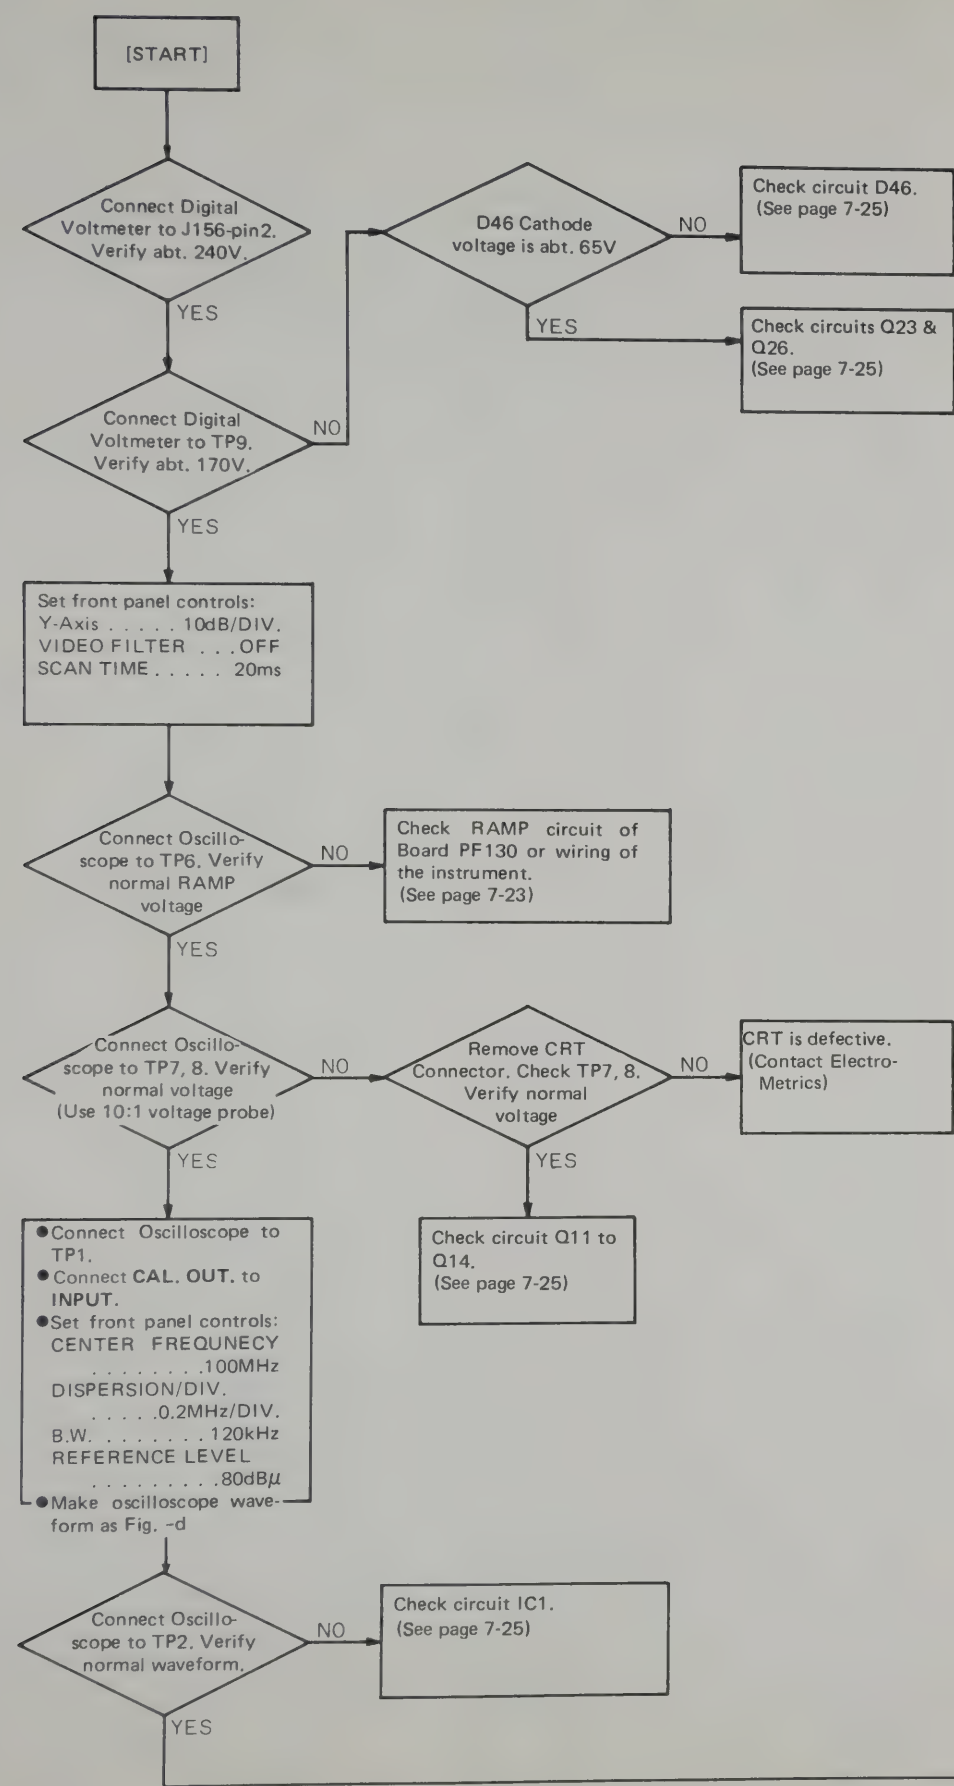 [START]
Connect Digital
Voltmeter to J156-pin2.
Verify abt. 240V.
YES
D46 Cathode
voltage is abt. 65V
NO
Check circuit D46.
(See page 7-25)
YES
Check circuits Q23 &
Q26.
(See page 7-25)
Connect Digital
Voltmeter to TP9.
Verify abt. 170V.
NO
YES
Set front panel controls:
Y-Axis . . . . . 10dB/DIV.
VIDEO FILTER . . . OFF
SCAN TIME . . . . . 20ms
Connect Oscillo-
scope to TP6. Verify
normal RAMP
voltage
NO
Check RAMP circuit of
Board PF130 or wiring of
the instrument.
(See page 7-23)
YES
Connect Oscillo-
scope to TP7, 8. Verify
normal voltage
(Use 10:1 voltage probe)
NO
Remove CRT
Connector. Check TP7, 8.
Verify normal
voltage
NO
CRT is defective.
(Contact Electro-
Metrics)
YES
YES
Check circuit Q11 to
Q14.
(See page 7-25)
●Connect Oscilloscope to
TP1.
●Connect CAL. OUT. to
INPUT.
●Set front panel controls:
CENTER FREQUNECY
. . . . . . . .100MHz
DISPERSION/DIV.
. . . . .0.2MHz/DIV.
B.W. . . . . . . . 120kHz
REFERENCE LEVEL
. . . . . . . . .80dBμ
●Make oscilloscope wave-
form as Fig. -d
Connect Oscillo-
scope to TP2. Verify
normal waveform.
NO
Check circuit IC1.
(See page 7-25)
YES